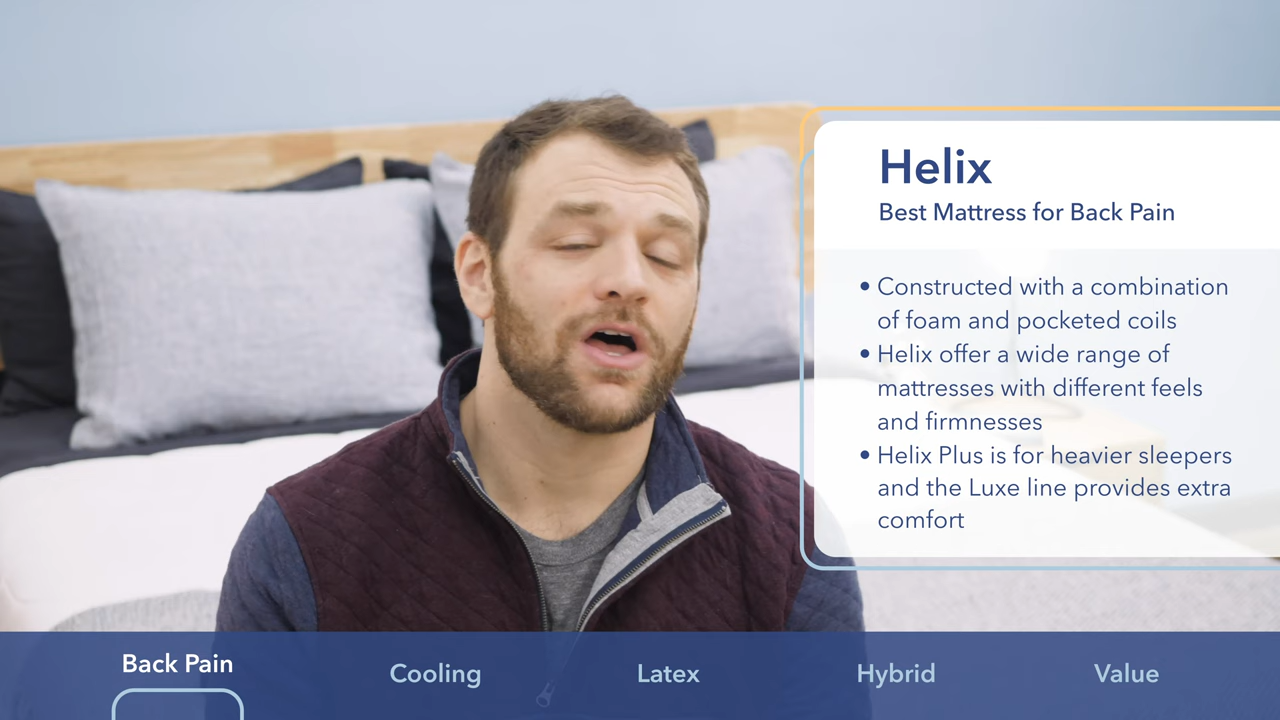 Helix
Best Mattress for Back Pain
• Constructed with a combination
of foam and pocketed coils
• Helix offer a wide range of
mattresses with different feels
and firmnesses
• Helix Plus is for heavier sleepers
and the Luxe line provides extra
comfort
Back Pain
Cooling
Latex
Hybrid
Value